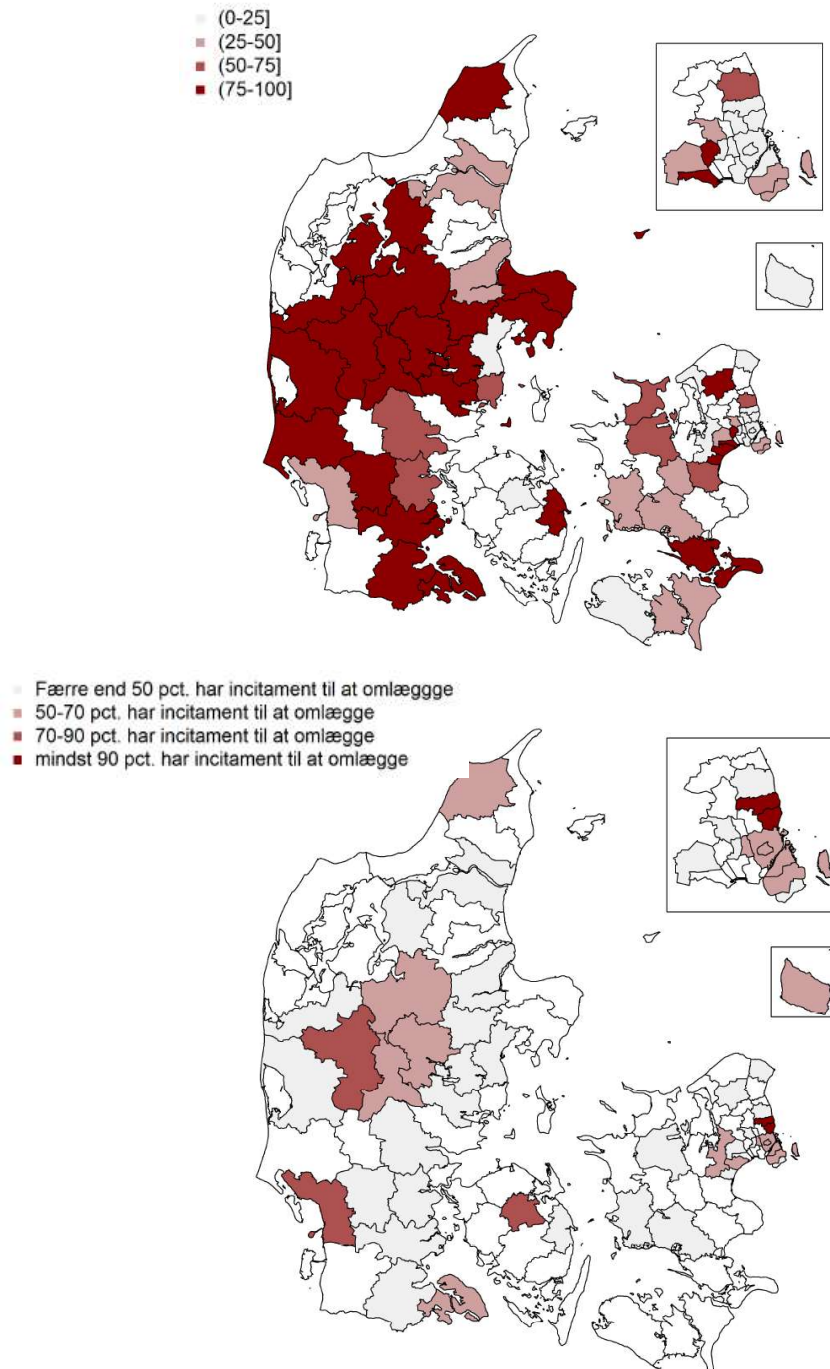 (0-25]
(25-50]
(50-75]
(75-100]
Færre end 50 pct. har incitament til at omlæggge
50-70 pct. har incitament til at omlægge
70-90 pct. har incitament til at omlægge
mindst 90 pct. har incitament til at omlægge